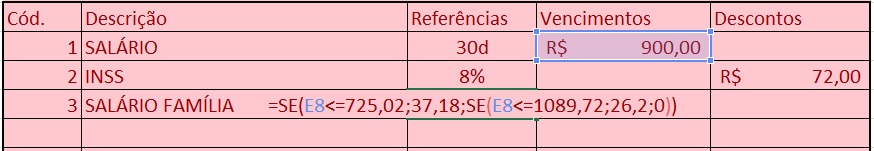 Cód. Descrição Referências Vencimentos Descontos
1 SALÁRIO 30d R$ 900,00
2 INSS 8% R$ 72,00
3 SALÁRIO FAMÍLIA =SE(E8<=725,02;37,18;SE(E8<=1089,72;26,2;0))